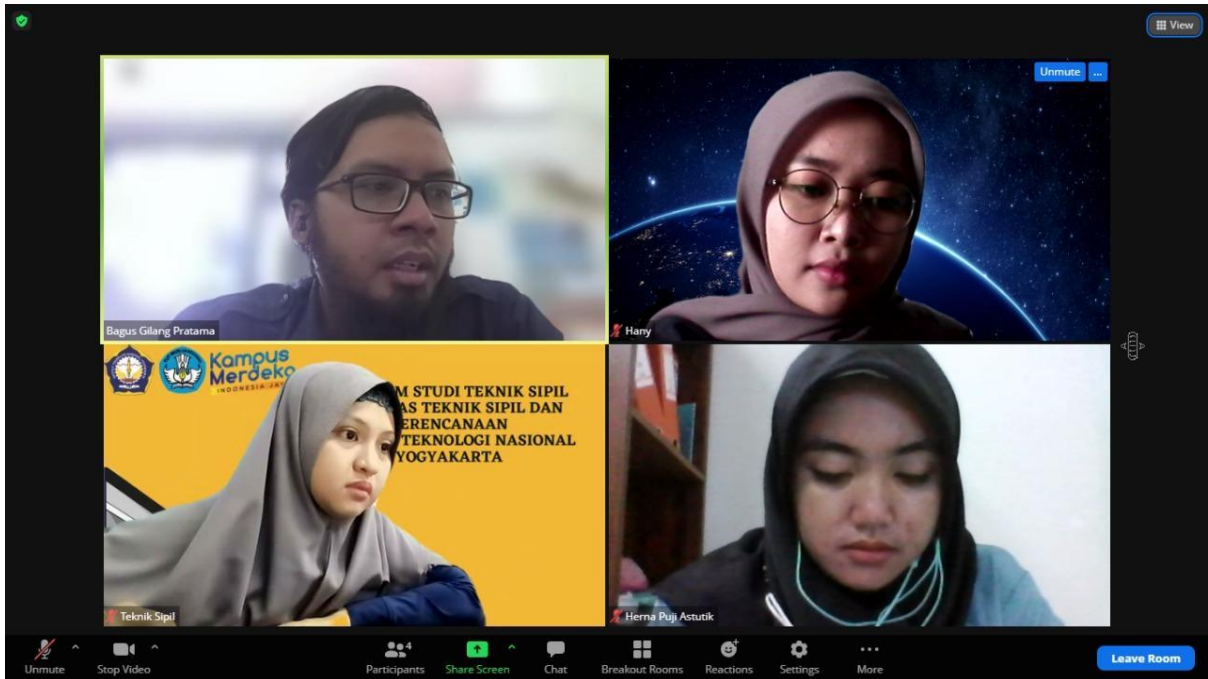 View
Unmute ...
Bagus Gilang Pratama
Hany
Kampus
Merdeka
INDONESIA JAYA
M STUDI TEKNIK SIPIL
AS TEKNIK SIPIL DAN
ERENCANAAN
TEKNOLOGI NASIONAL
YOGYAKARTA
Teknik Sipil
Herna Puji Astutik
Unmute
Stop Video
4
Participants
Share Screen
Chat
Breakout Rooms
Reactions
Settings
More
Leave Room